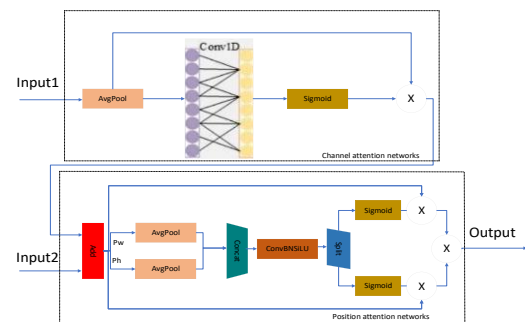 Conv1D
Input1
AvgPool
Sigmoid
X
Channel attention networks
Input2
Add
Pw
Ph
AvgPool
AvgPool
Concat
ConvBNSiLU
Split
Sigmoid
Sigmoid
X
X
X
Output
Position attention networks